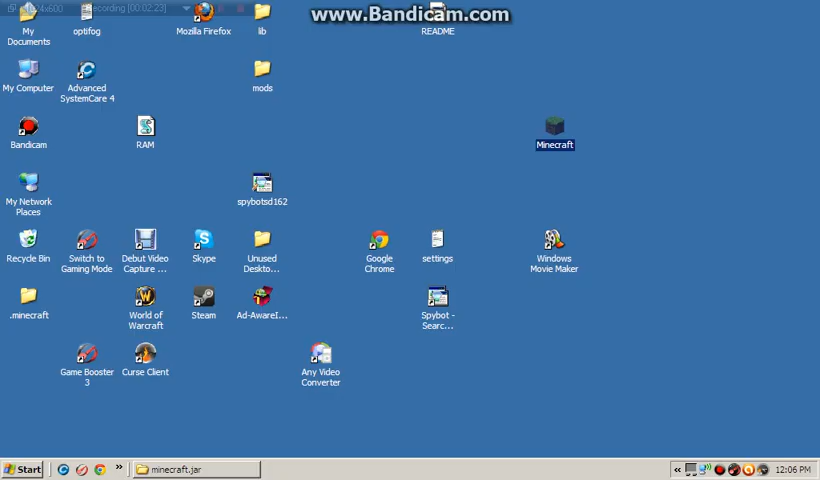 www.Bandicam.com
Recording [00:02:23]
My
Documents
optifog
Mozilla Firefox
lib
README
My Computer
Advanced
SystemCare 4
mods
Bandicam
RAM
Minecraft
My Network
Places
spybotsd162
Recycle Bin
Switch to
Gaming Mode
Debut Video
Capture ...
Skype
Unused
Deskto...
Google
Chrome
settings
Windows
Movie Maker
.minecraft
World of
Warcraft
Steam
Ad-AwareI...
Spybot -
Searc...
Game Booster
3
Curse Client
Any Video
Converter
Start
minecraft.jar
12:06 PM